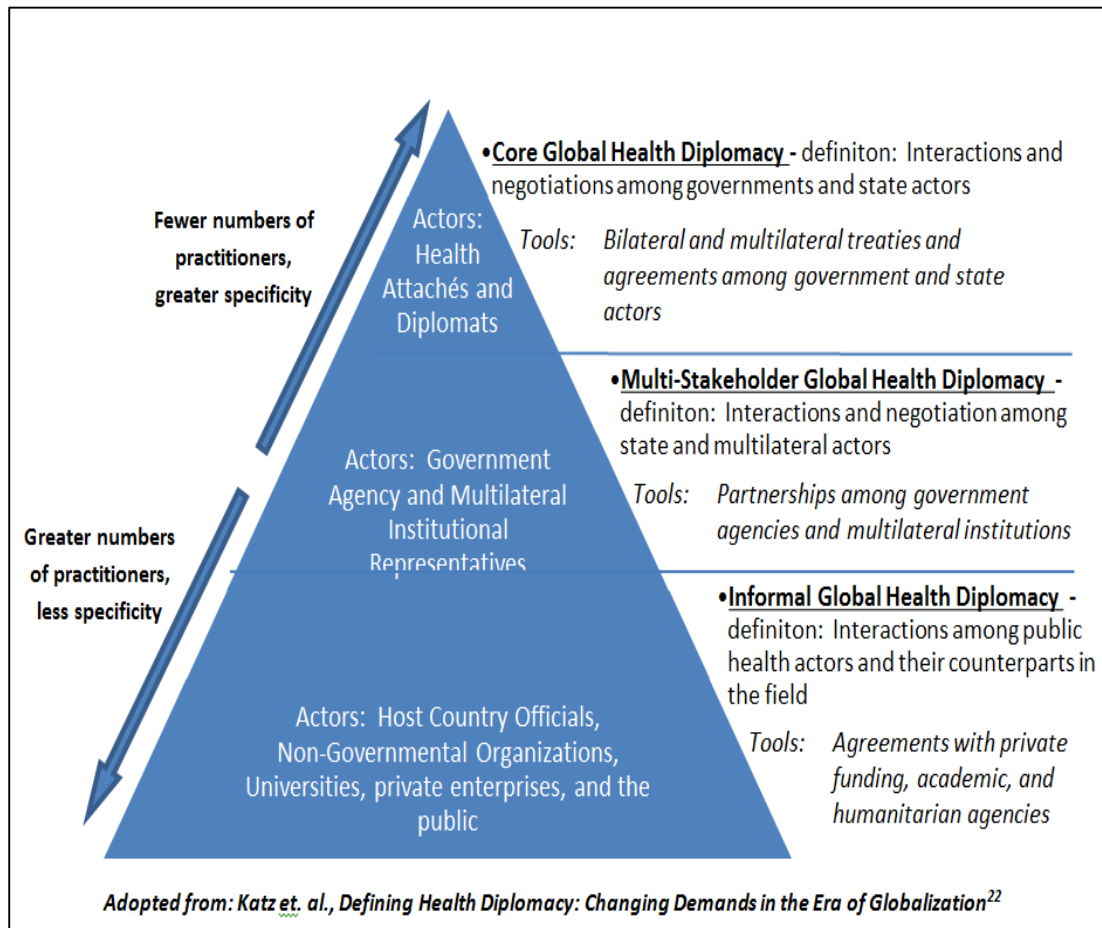 Fewer numbers of
practitioners,
greater specificity
Greater numbers
of practitioners,
less specificity
Actors:
Health
Attachés and
Diplomats
Actors:  Government
Agency and Multilateral
Institutional
Representatives
Actors:  Host Country Officials,
Non-Governmental Organizations,
Universities, private enterprises, and the
public
•Core Global Health Diplomacy - definiton:  Interactions and
negotiations among governments and state actors
Tools:  Bilateral and multilateral treaties and
agreements among government and state
actors
•Multi-Stakeholder Global Health Diplomacy -
definiton:  Interactions and negotiation among
state and multilateral actors
Tools:  Partnerships among government
agencies and multilateral institutions
•Informal Global Health Diplomacy -
definiton:  Interactions among public
health actors and their counterparts in
the field
Tools:  Agreements with private
funding, academic, and
humanitarian agencies
Adopted from: Katz et. al., Defining Health Diplomacy: Changing Demands in the Era of Globalization22